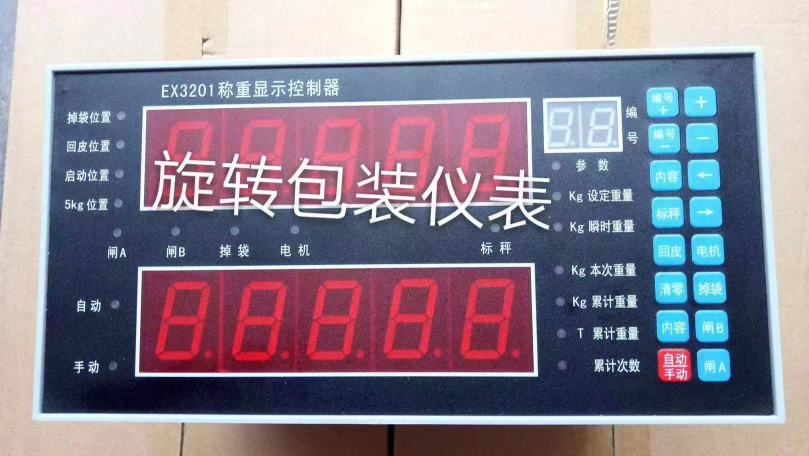 EX3201称重显示控制器
掉袋位置
回皮位置
启动位置
5kg位置
旋转包装仪表
闸A
闸B
掉袋
电机
标秤
自动
手动
编号
参数
Kg 设定重量
Kg 瞬时重量
Kg 本次重量
Kg 累计重量
T 累计重量
累计次数
编号
+
+
编号
−
−
内容
←
标秤
→
回皮
电机
清零
掉袋
内容
闸B
自动
手动
闸A